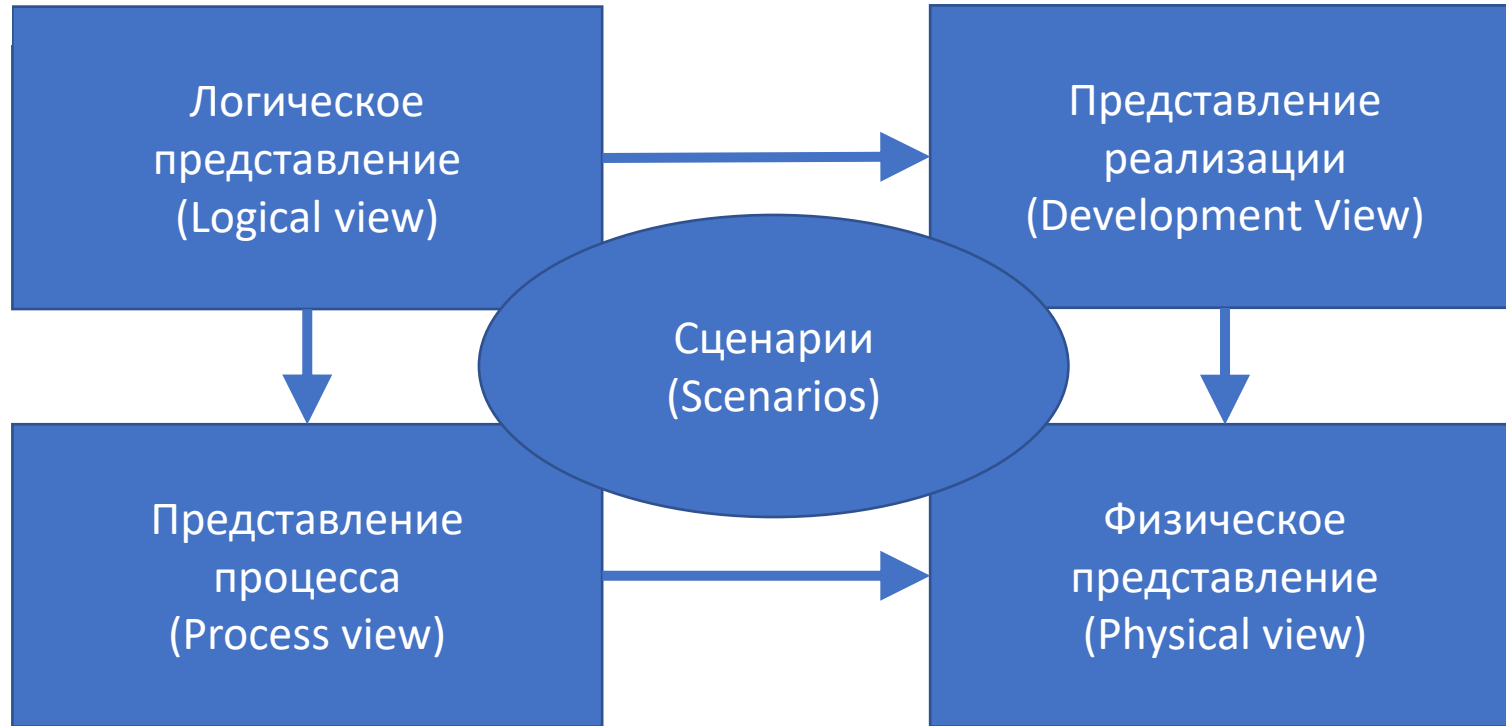 Логическое
представление
(Logical view)
Представление
реализации
(Development View)
Сценарии
(Scenarios)
Представление
процесса
(Process view)
Физическое
представление
(Physical view)